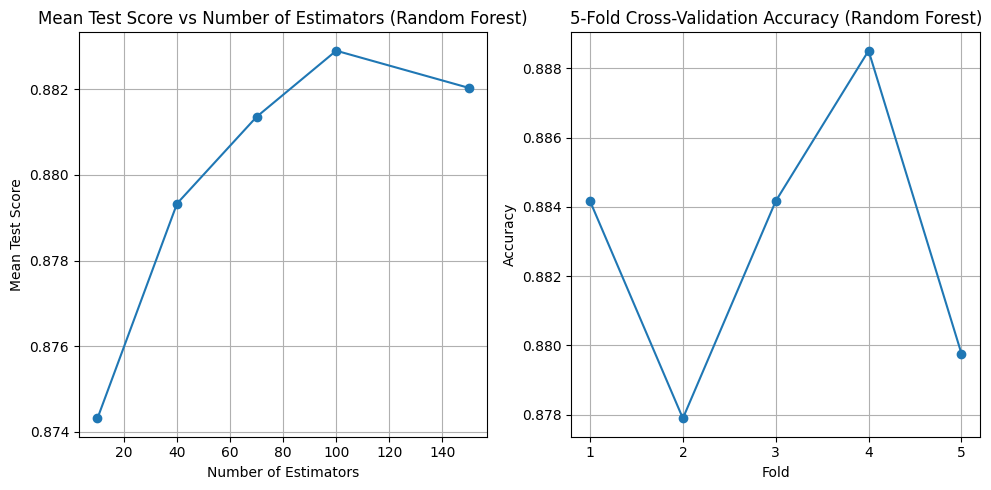 Mean Test Score vs Number of Estimators (Random Forest)
Mean Test Score
0.882
0.880
0.878
0.876
0.874
20 40 60 80 100 120 140
Number of Estimators
5-Fold Cross-Validation Accuracy (Random Forest)
Accuracy
0.888
0.886
0.884
0.882
0.880
0.878
1 2 3 4 5
Fold